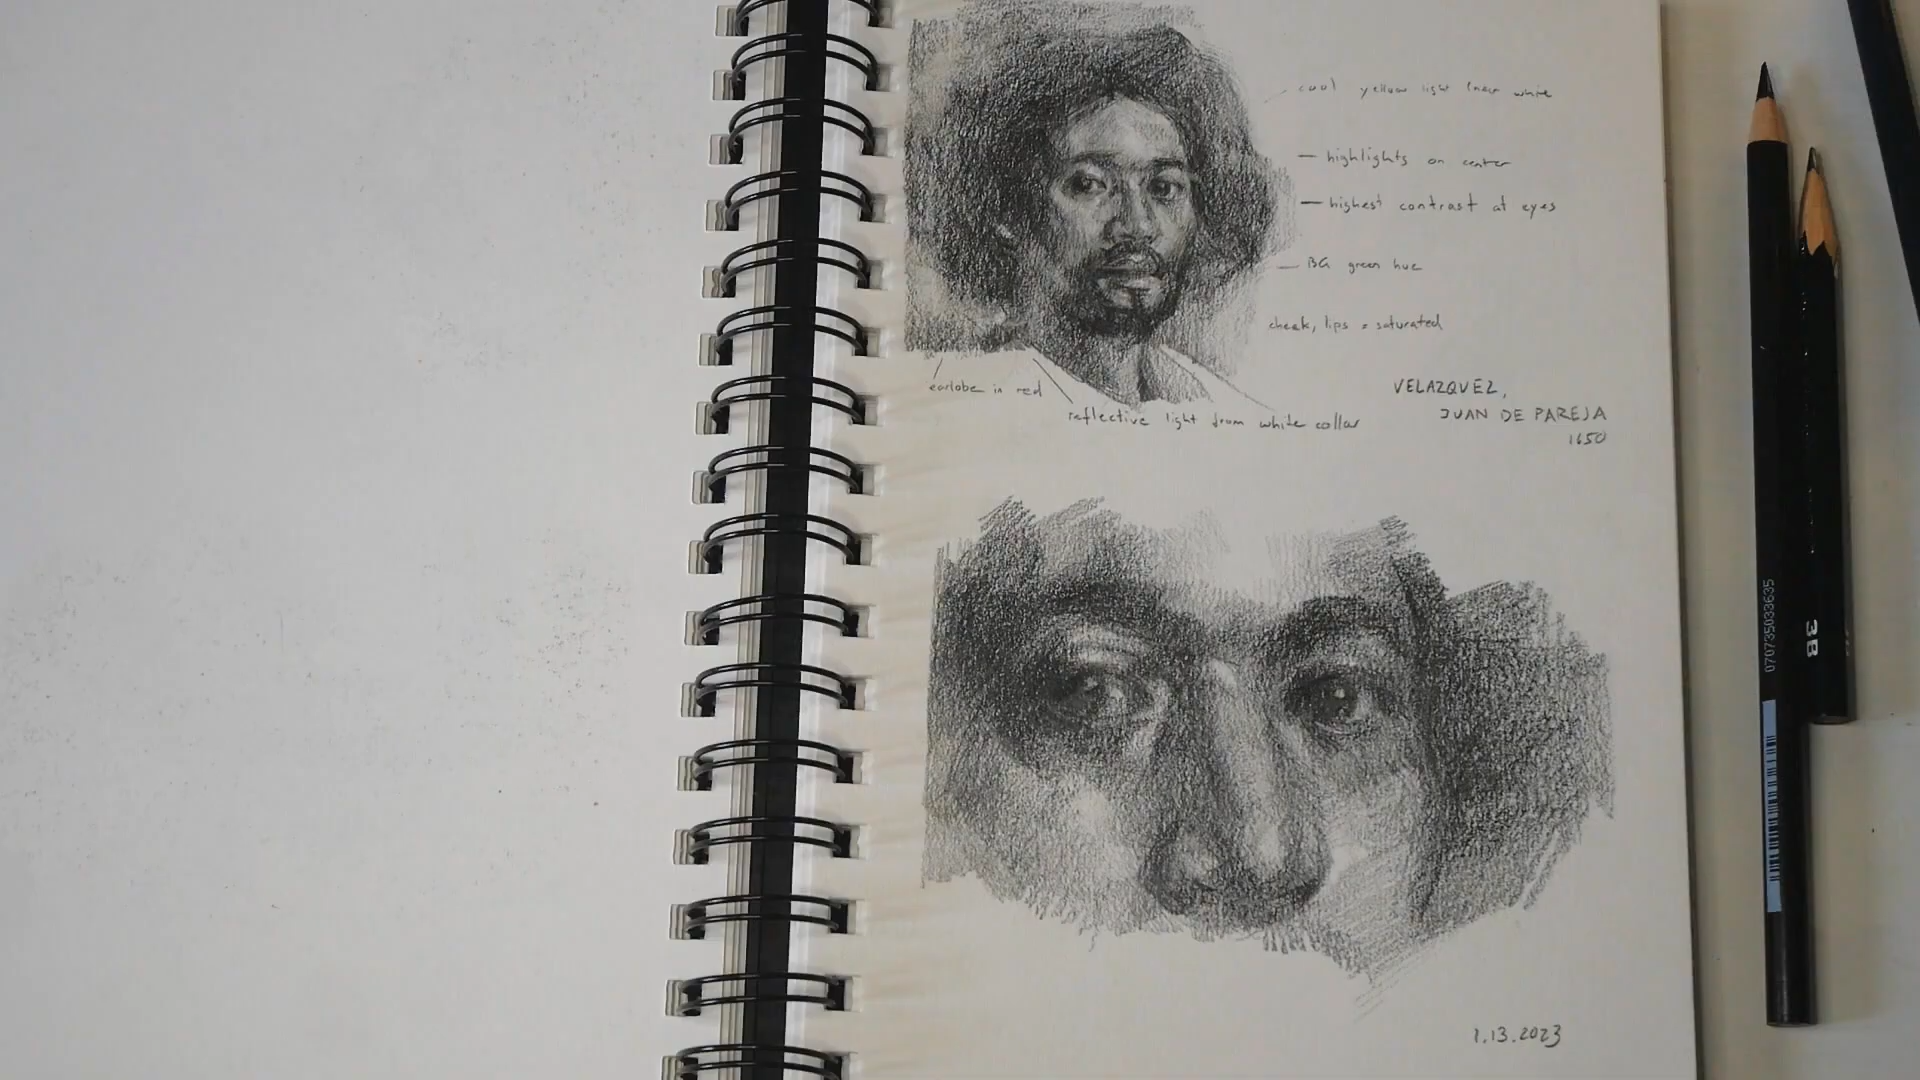 cool yellow light (near white
highlights on center
highest contrast at eyes
BG green hue
cheek, lips = saturated
earlobe in red
reflective light from white collar
VELAZQUEZ,
JUAN DE PAREJA
1650
1.13.2023
070735033635
3B